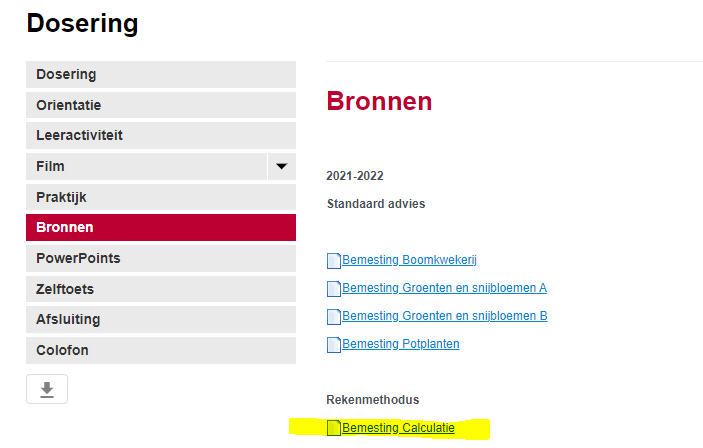 Dosering
Dosering
Orientatie
Leeractiviteit
Film
Praktijk
Bronnen
PowerPoints
Zelftoets
Afsluiting
Colofon
Bronnen
2021-2022
Standaard advies
Bemesting Boomkwekerij
Bemesting Groenten en snijbloemen A
Bemesting Groenten en snijbloemen B
Bemesting Potplanten
Rekenmethodus
Bemesting Calculatie